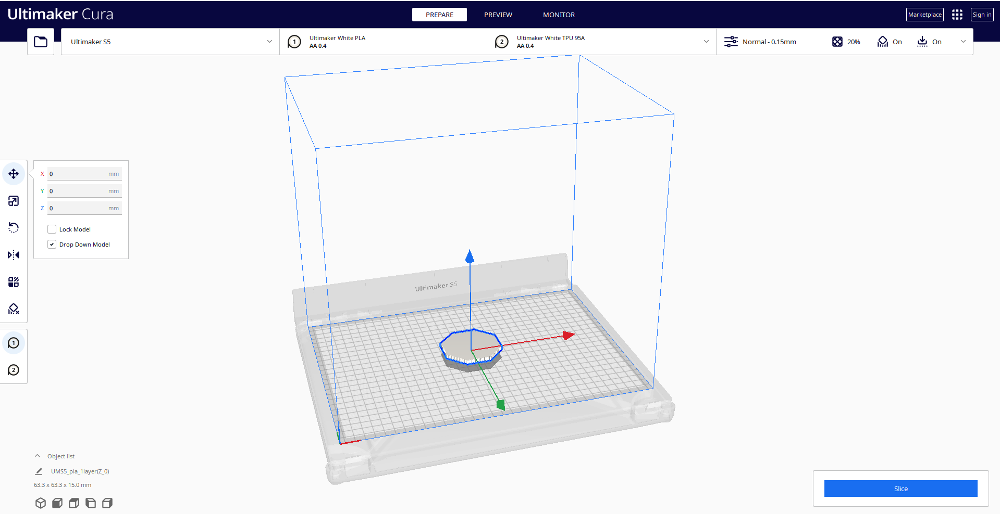 Ultimaker Cura
PREPARE
PREVIEW
MONITOR
Marketplace
Sign in
Ultimaker S5
1
Ultimaker White PLA
AA 0.4
2
Ultimaker White TPU 95A
AA 0.4
Normal - 0.15mm
20%
On
On
X 0 mm
Y 0 mm
Z 0 mm
Lock Model
Drop Down Model
Ultimaker S5
1
2
Object list
UMS5_pla_1layer(Z_0)
63.3 x 63.3 x 15.0 mm
Slice